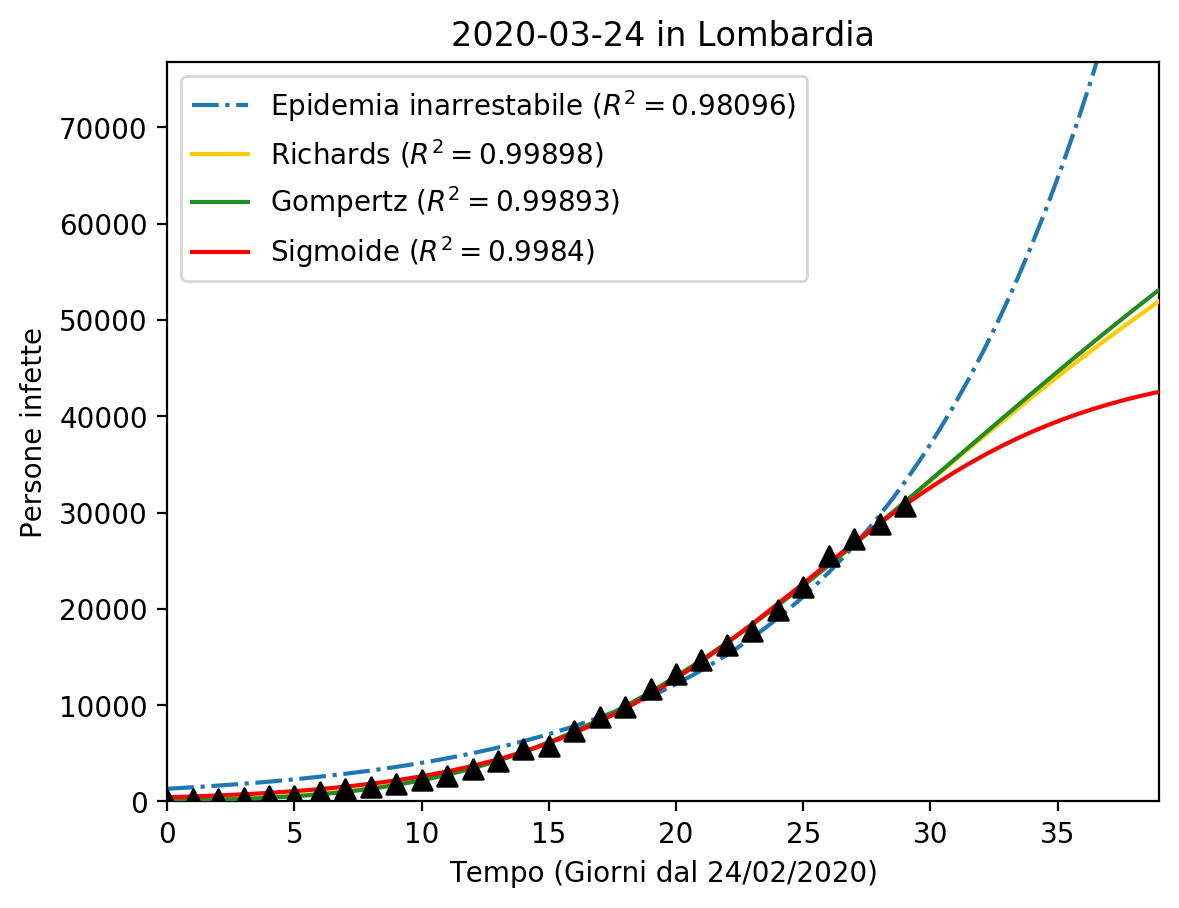 2020-03-24 in Lombardia
Epidemia inarrestabile (R² = 0.98096)
Richards (R² = 0.99898)
Gompertz (R² = 0.99893)
Sigmoide (R² = 0.9984)
Persone infette
70000
60000
50000
40000
30000
20000
10000
0
0 5 10 15 20 25 30 35
Tempo (Giorni dal 24/02/2020)